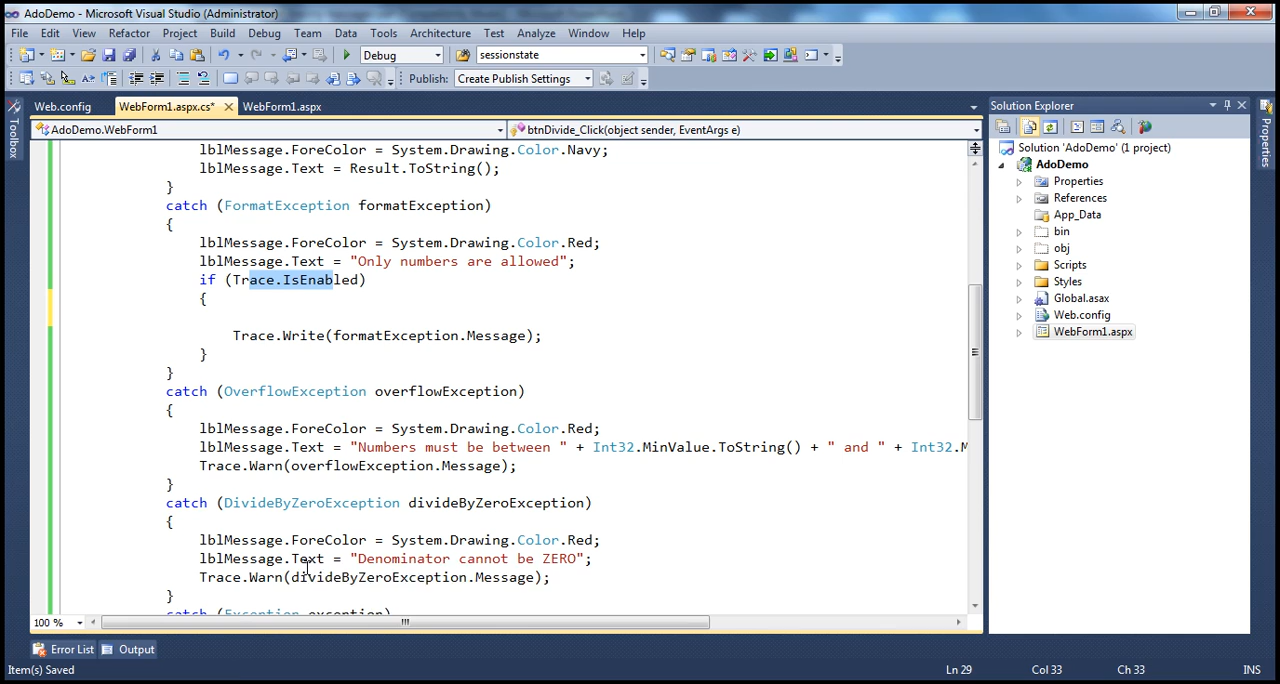 AdoDemo - Microsoft Visual Studio (Administrator)
File Edit View Refactor Project Build Debug Team Data Tools Architecture Test Analyze Window Help
Debug sessionstate
Publish: Create Publish Settings
Web.config WebForm1.aspx.cs* WebForm1.aspx
Solution Explorer
AdoDemo.WebForm1 btnDivide_Click(object sender, EventArgs e)
Toolbox
Properties
lblMessage.ForeColor = System.Drawing.Color.Navy;
lblMessage.Text = Result.ToString();
}
catch (FormatException formatException)
{
lblMessage.ForeColor = System.Drawing.Color.Red;
lblMessage.Text = "Only numbers are allowed";
if (Trace.IsEnabled)
{
Trace.Write(formatException.Message);
}
}
catch (OverflowException overflowException)
{
lblMessage.ForeColor = System.Drawing.Color.Red;
lblMessage.Text = "Numbers must be between " + Int32.MinValue.ToString() + " and " + Int32.M
Trace.Warn(overflowException.Message);
}
catch (DivideByZeroException divideByZeroException)
{
lblMessage.ForeColor = System.Drawing.Color.Red;
lblMessage.Text = "Denominator cannot be ZERO";
Trace.Warn(divideByZeroException.Message);
}
catch (Exception exception)
Solution 'AdoDemo' (1 project)
AdoDemo
Properties
References
App_Data
bin
obj
Scripts
Styles
Global.asax
Web.config
WebForm1.aspx
100 %
Error List Output
Item(s) Saved Ln 29 Col 33 Ch 33 INS